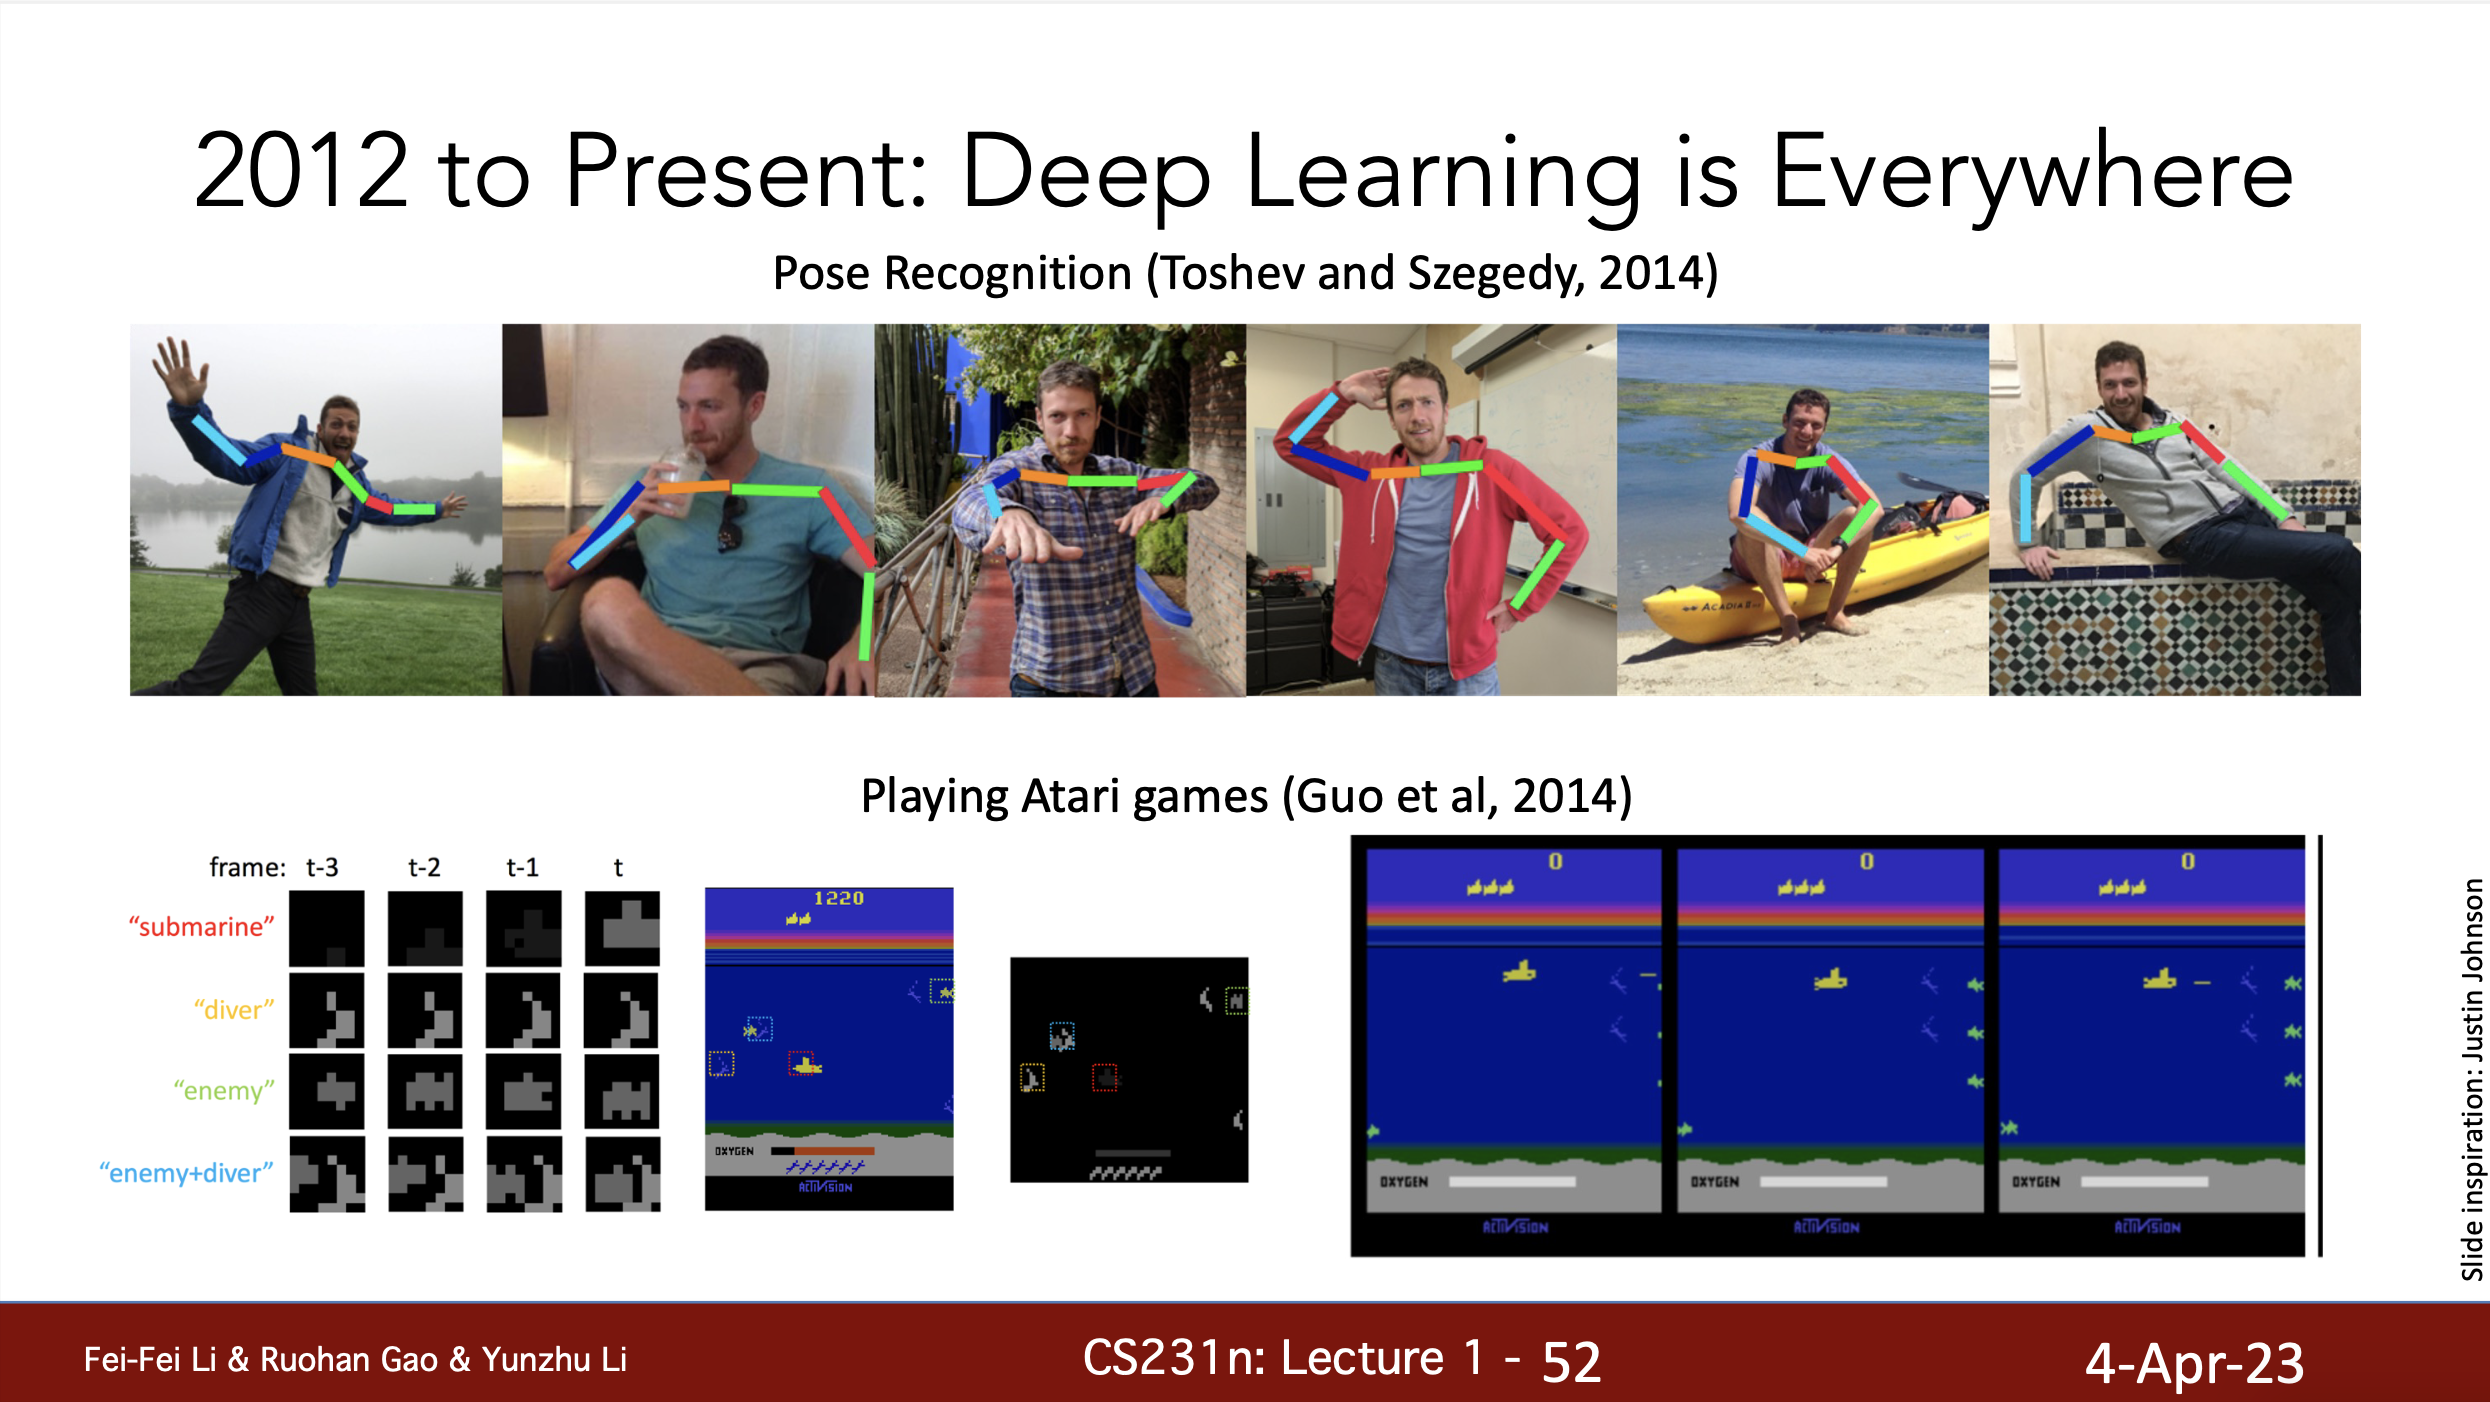 2012 to Present: Deep Learning is Everywhere
Pose Recognition (Toshev and Szegedy, 2014)
ACADIA II
Playing Atari games (Guo et al, 2014)
frame: t-3 t-2 t-1 t
“submarine”
“diver”
“enemy”
“enemy+diver”
1220
OXYGEN
ACTIVISION
0 0 0
OXYGEN OXYGEN OXYGEN
ACTIVISION ACTIVISION ACTIVISION
Slide inspiration: Justin Johnson
Fei-Fei Li & Ruohan Gao & Yunzhu Li
CS231n: Lecture 1 - 52
4-Apr-23